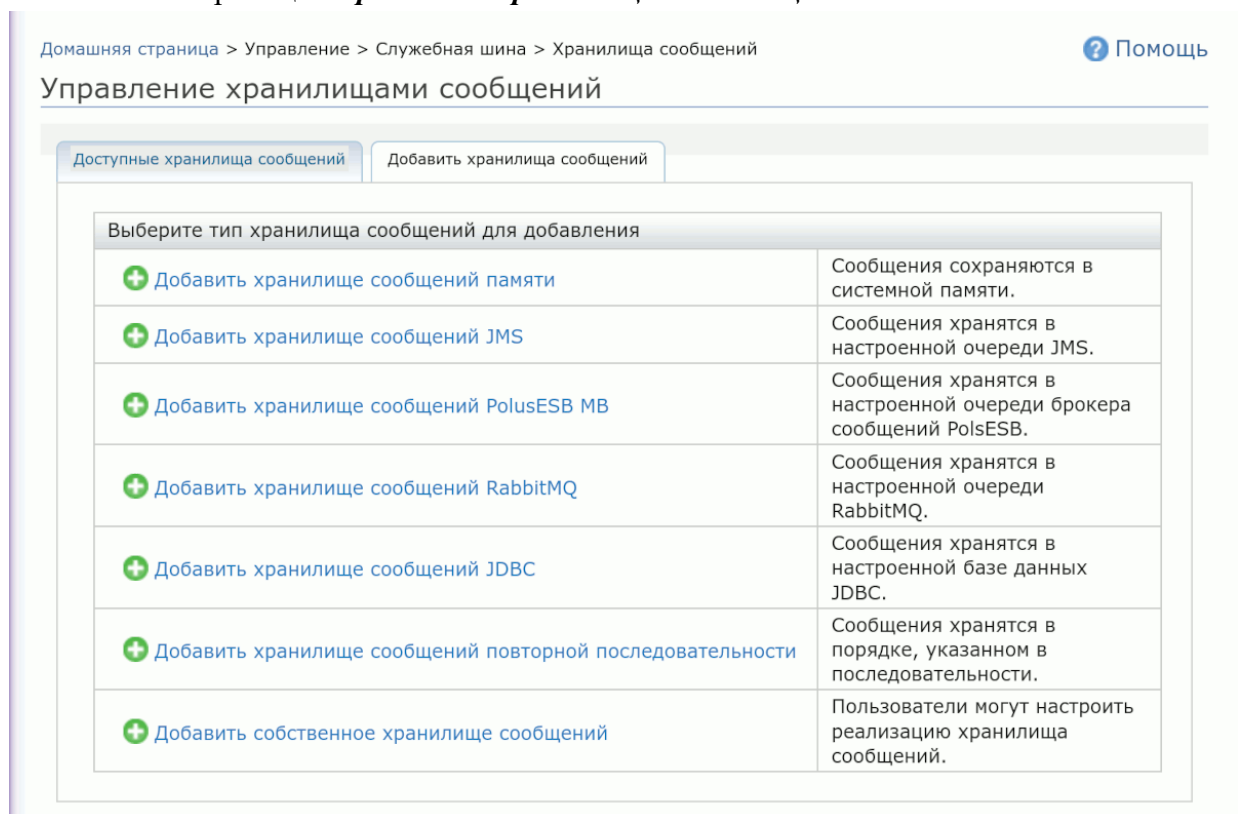 Домашняя страница > Управление > Служебная шина > Хранилища сообщений
Помощь
Управление хранилищами сообщений
Доступные хранилища сообщений
Добавить хранилища сообщений
Выберите тип хранилища сообщений для добавления
Добавить хранилище сообщений памяти
Сообщения сохраняются в
системной памяти.
Добавить хранилище сообщений JMS
Сообщения хранятся в
настроенной очереди JMS.
Добавить хранилище сообщений PolusESB MB
Сообщения хранятся в
настроенной очереди брокера
сообщений PolsESB.
Добавить хранилище сообщений RabbitMQ
Сообщения хранятся в
настроенной очереди
RabbitMQ.
Добавить хранилище сообщений JDBC
Сообщения хранятся в
настроенной базе данных
JDBC.
Добавить хранилище сообщений повторной последовательности
Сообщения хранятся в
порядке, указанном в
последовательности.
Добавить собственное хранилище сообщений
Пользователи могут настроить
реализацию хранилища
сообщений.